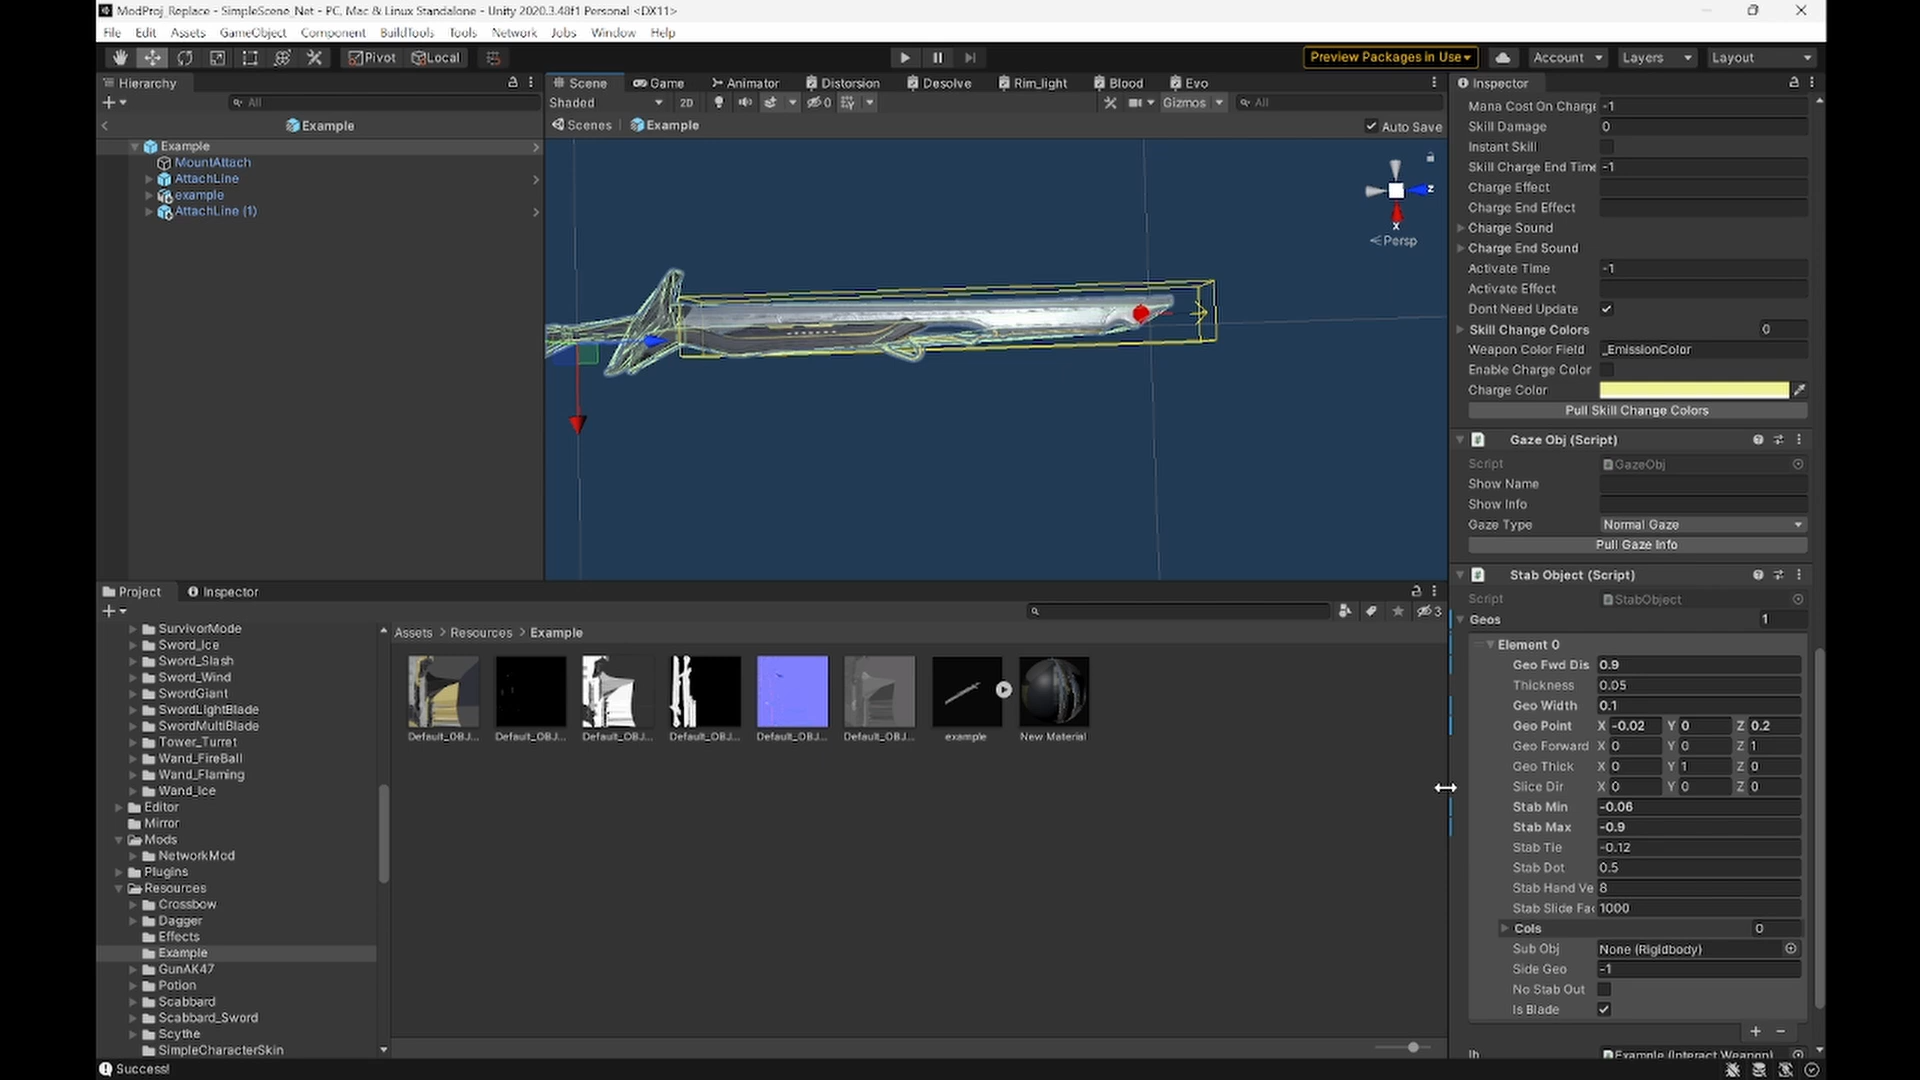 ModProj_Replace - SimpleScene_Net - PC, Mac & Linux Standalone - Unity 2020.3.48f1 Personal <DX11>
File Edit Assets GameObject Component BuildTools Tools Network Jobs Window Help
Pivot Local Preview Packages in Use Account Layers Layout
Hierarchy
All
Example
Example
MountAttach
AttachLine
example
AttachLine (1)
Scene Game Animator Distortion Desolve Rim_light Blood Evo
Shaded 2D 0 Gizmos All
Scenes Example Auto Save
z
x
Persp
Inspector
Mana Cost On Charge -1
Skill Damage 0
Instant Skill
Skill Charge End Time -1
Charge Effect
Charge End Effect
Charge Sound
Charge End Sound
Activate Time -1
Activate Effect
Dont Need Update
Skill Change Colors 0
Weapon Color Field _EmissionColor
Enable Charge Color
Charge Color
Pull Skill Change Colors
Gaze Obj (Script)
Script GazeObj
Show Name
Show Info
Gaze Type Normal Gaze
Pull Gaze Info
Stab Object (Script)
Script StabObject
Geos 1
Element 0
Geo Fwd Dis 0.9
Thickness 0.05
Geo Width 0.1
Geo Point X -0.02 Y 0 Z 0.2
Geo Forward X 0 Y 0 Z 1
Geo Thick X 0 Y 1 Z 0
Slice Dir X 0 Y 0 Z 0
Stab Min -0.06
Stab Max -0.9
Stab Tie -0.12
Stab Dot 0.5
Stab Hand Ve 8
Stab Slide Fac 1000
Cols 0
Sub Obj None (Rigidbody)
Side Geo -1
No Stab Out
Is Blade
Ib Example (Interact Weapon)
Project Inspector
3
SurvivorMode
Sword_Ice
Sword_Slash
Sword_Wind
SwordGiant
SwordLightBlade
SwordMultiBlade
Tower_Turret
Wand_FireBall
Wand_Flaming
Wand_Ice
Editor
Mirror
Mods
NetworkMod
Plugins
Resources
Crossbow
Dagger
Effects
Example
GunAK47
Potion
Scabbard
Scabbard_Sword
Scythe
SimpleCharacterSkin
Assets > Resources > Example
Default_OBJ... Default_OBJ... Default_OBJ... Default_OBJ... Default_OBJ... Default_OBJ... example New Material
Success!